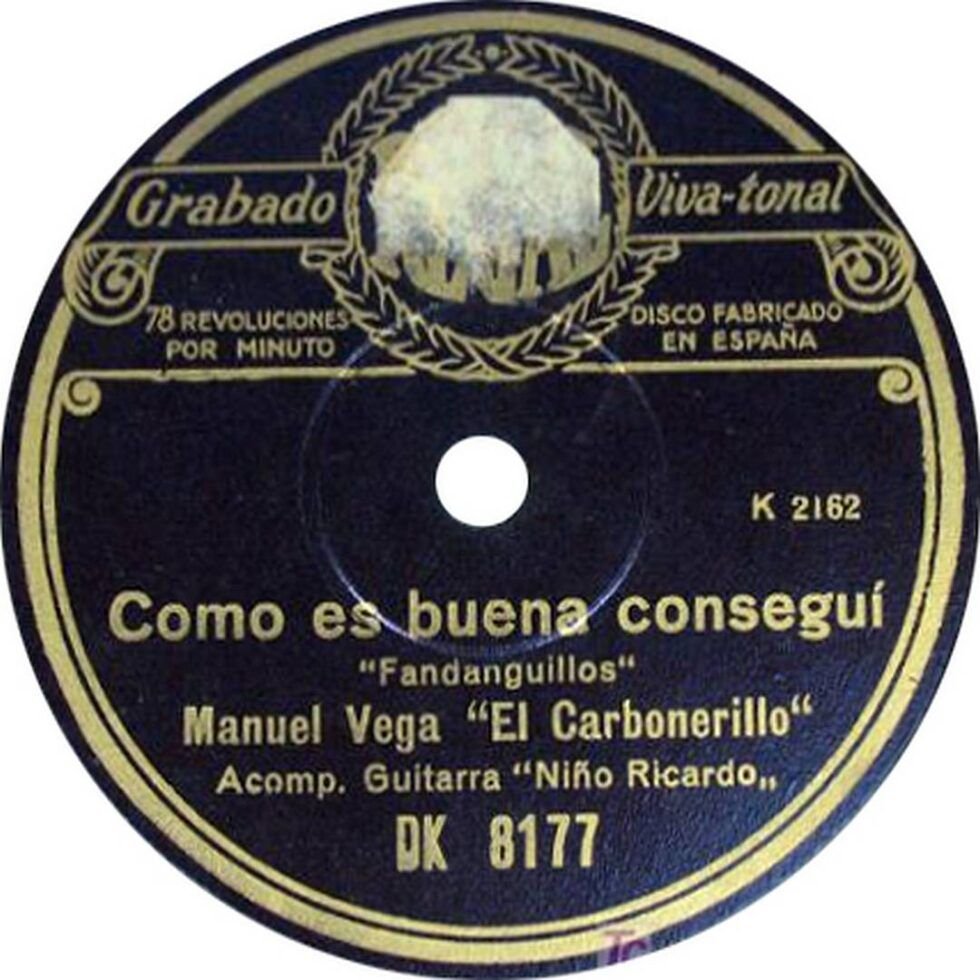 Grabado Viva-tonal
78 REVOLUCIONES
POR MINUTO
DISCO FABRICADO
EN ESPAÑA
K 2162
Como es buena conseguí
"Fandanguillos"
Manuel Vega "El Carbonerillo"
Acomp. Guitarra "Niño Ricardo„
DK 8177
TC